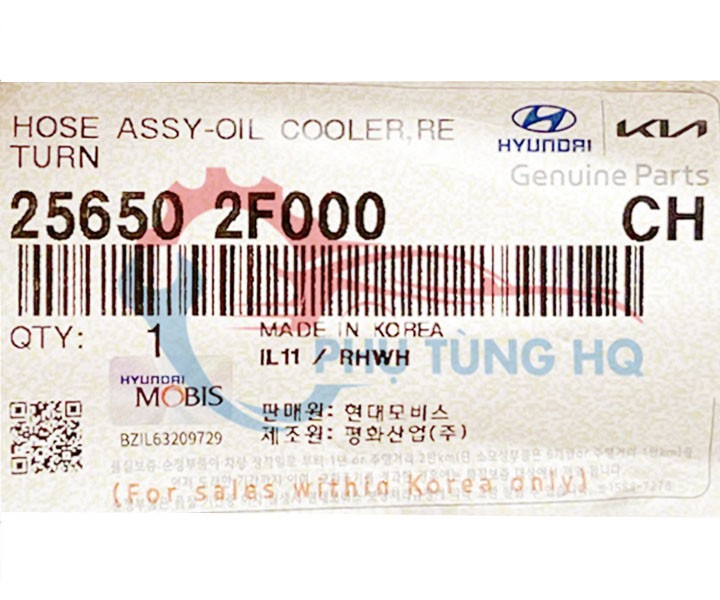 HOSE ASSY-OIL COOLER,RE
TURN
HYUNDAI
KIA
Genuine Parts
25650 2F000 CH
QTY: 1
MADE IN KOREA
IL11 / RHWH
PHỤ TÙNG HQ
HYUNDAI
MOBIS
BZIL63209729
판매원: 현대모비스
제조원: 평화산업(주)
(For sales within Korea only)